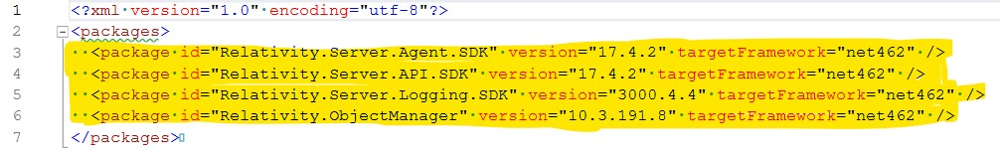 1 <?xml version="1.0" encoding="utf-8"?>
2 <packages>
3 <package id="Relativity.Server.Agent.SDK" version="17.4.2" targetFramework="net462" />
4 <package id="Relativity.Server.API.SDK" version="17.4.2" targetFramework="net462" />
5 <package id="Relativity.Server.Logging.SDK" version="3000.4.4" targetFramework="net462" />
6 <package id="Relativity.ObjectManager" version="10.3.191.8" targetFramework="net462" />
7 </packages>